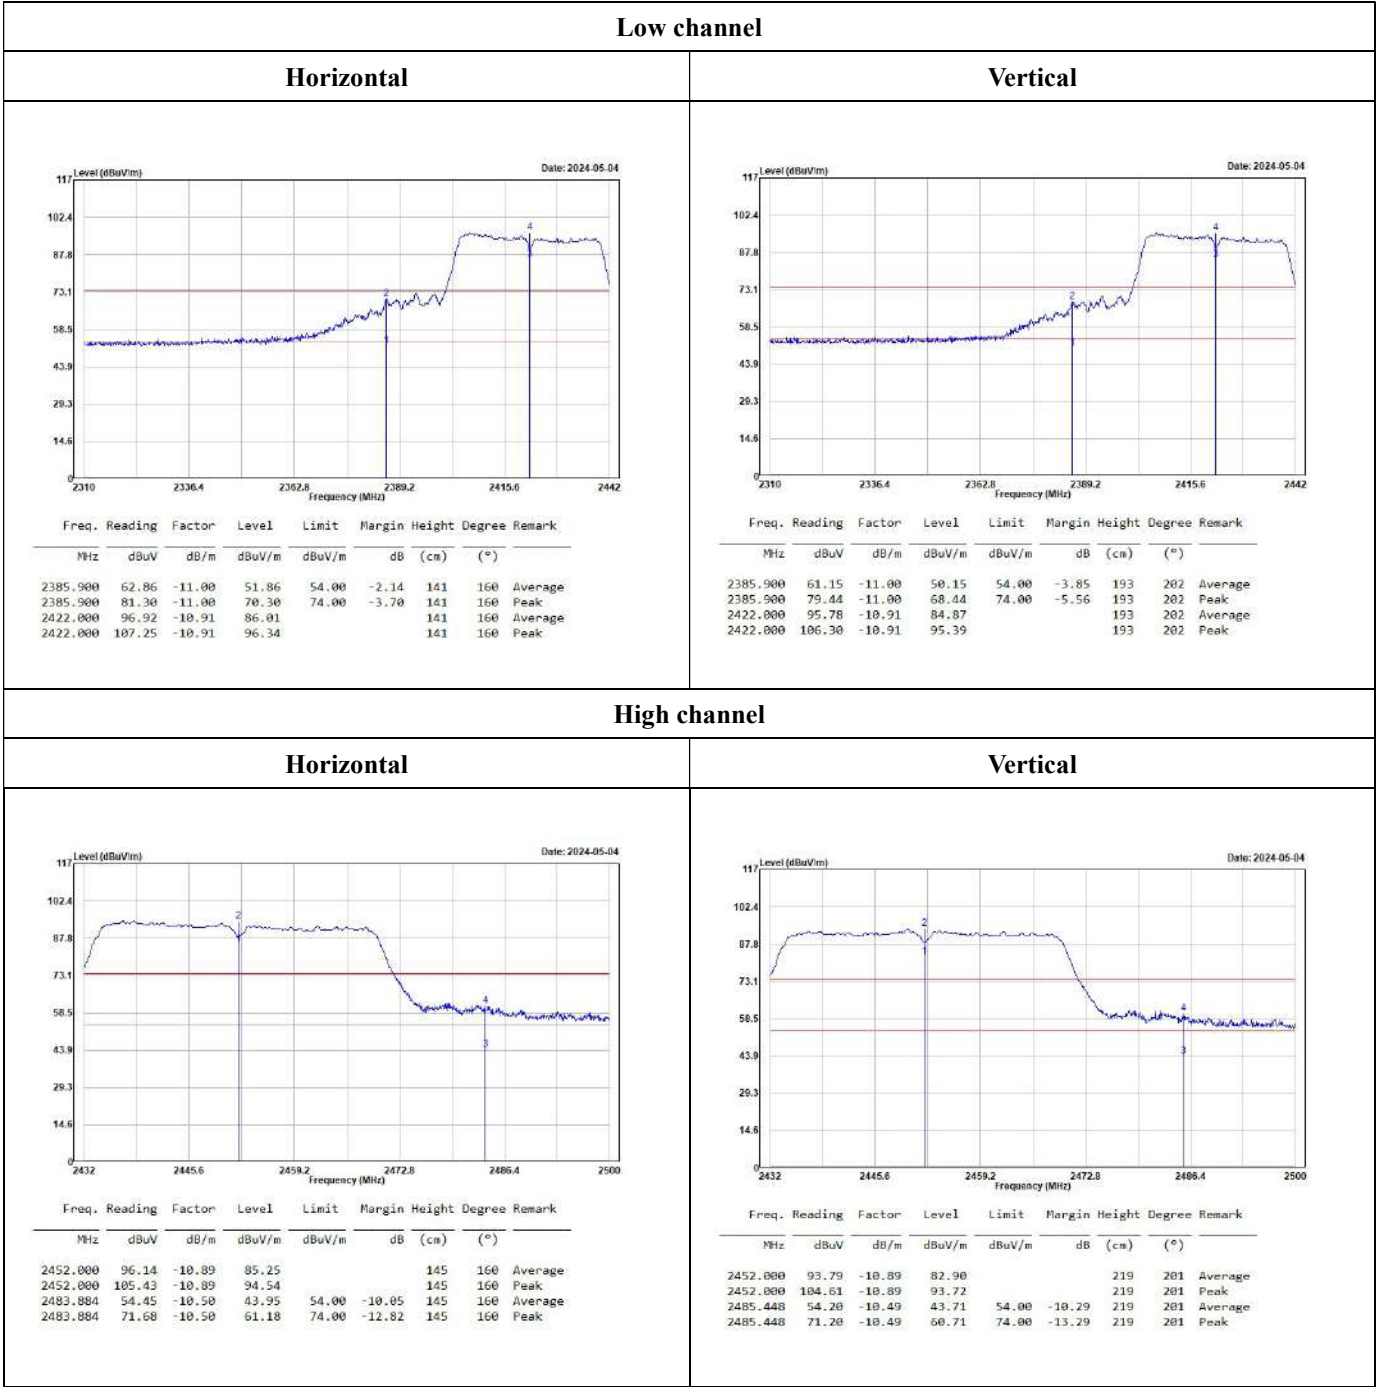 Low channel
Horizontal
Vertical
Level (dBuV/m)
Date: 2024-05-04
117
102.4
87.8
73.1
58.5
43.9
29.3
14.6
0
4
3
2
1
2310 2336.4 2362.8 2389.2 2415.6 2442
Frequency (MHz)
Freq. Reading Factor Level Limit Margin Height Degree Remark
MHz dBuV dB/m dBuV/m dBuV/m dB (cm) (°)
2385.900 62.86 -11.00 51.86 54.00 -2.14 141 160 Average
2385.900 81.30 -11.00 70.30 74.00 -3.70 141 160 Peak
2422.000 96.92 -10.91 86.01 141 160 Average
2422.000 107.25 -10.91 96.34 141 160 Peak
Level (dBuV/m)
Date: 2024-05-04
117
102.4
87.8
73.1
58.5
43.9
29.3
14.6
0
4
3
2
1
2310 2336.4 2362.8 2389.2 2415.6 2442
Frequency (MHz)
Freq. Reading Factor Level Limit Margin Height Degree Remark
MHz dBuV dB/m dBuV/m dBuV/m dB (cm) (°)
2385.900 61.15 -11.00 50.15 54.00 -3.85 193 202 Average
2385.900 79.44 -11.00 68.44 74.00 -5.56 193 202 Peak
2422.000 95.78 -10.91 84.87 193 202 Average
2422.000 106.30 -10.91 95.39 193 202 Peak
High channel
Horizontal
Vertical
Level (dBuV/m)
Date: 2024-05-04
117
102.4
87.8
73.1
58.5
43.9
29.3
14.6
0
2
4
3
2432 2445.6 2459.2 2472.8 2486.4 2500
Frequency (MHz)
Freq. Reading Factor Level Limit Margin Height Degree Remark
MHz dBuV dB/m dBuV/m dBuV/m dB (cm) (°)
2452.000 96.14 -10.89 85.25 145 160 Average
2452.000 105.43 -10.89 94.54 145 160 Peak
2483.884 54.45 -10.50 43.95 54.00 -10.05 145 160 Average
2483.884 71.68 -10.50 61.18 74.00 -12.82 145 160 Peak
Level (dBuV/m)
Date: 2024-05-04
117
102.4
87.8
73.1
58.5
43.9
29.3
14.6
0
2
1
4
3
2432 2445.6 2459.2 2472.8 2486.4 2500
Frequency (MHz)
Freq. Reading Factor Level Limit Margin Height Degree Remark
MHz dBuV dB/m dBuV/m dBuV/m dB (cm) (°)
2452.000 93.79 -10.89 82.90 219 201 Average
2452.000 104.61 -10.89 93.72 219 201 Peak
2485.448 54.20 -10.49 43.71 54.00 -10.29 219 201 Average
2485.448 71.20 -10.49 60.71 74.00 -13.29 219 201 Peak